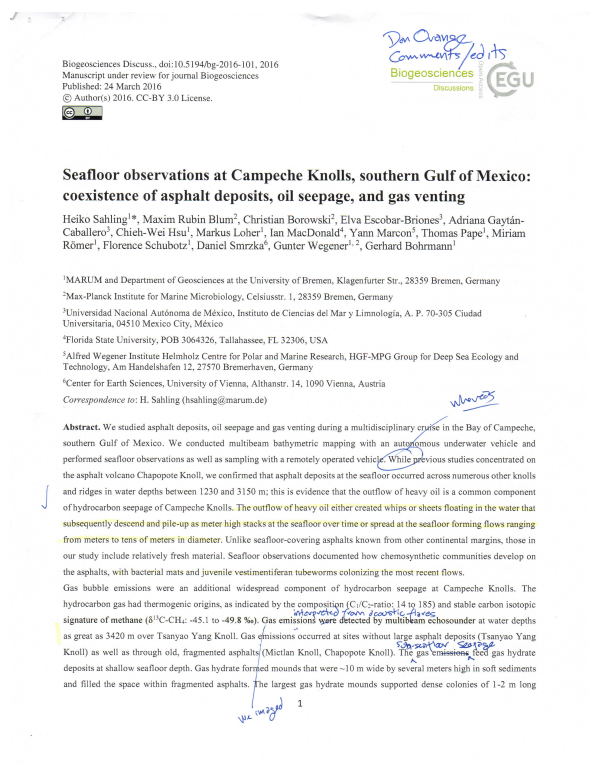 Don Orange
Comments/edits
Biogeosciences Discuss., doi:10.5194/bg-2016-101, 2016
Manuscript under review for journal Biogeosciences
Published: 24 March 2016
© Author(s) 2016. CC-BY 3.0 License.
Biogeosciences
Discussions
Open Access
EGU
Seafloor observations at Campeche Knolls, southern Gulf of Mexico:
coexistence of asphalt deposits, oil seepage, and gas venting
Heiko Sahling¹*, Maxim Rubin Blum², Christian Borowski², Elva Escobar-Briones³, Adriana Gaytán-
Caballero³, Chieh-Wei Hsu¹, Markus Loher¹, Ian MacDonald⁴, Yann Marcon⁵, Thomas Pape¹, Miriam
Römer¹, Florence Schubotz¹, Daniel Smrzka⁶, Gunter Wegener¹,², Gerhard Bohrmann¹
¹MARUM and Department of Geosciences at the University of Bremen, Klagenfurter Str., 28359 Bremen, Germany
²Max-Planck Institute for Marine Microbiology, Celsiusstr. 1, 28359 Bremen, Germany
³Universidad Nacional Autónoma de México, Instituto de Ciencias del Mar y Limnología, A. P. 70-305 Ciudad
Universitaria, 04510 Mexico City, México
⁴Florida State University, POB 3064326, Tallahassee, FL 32306, USA
⁵Alfred Wegener Institute Helmholz Centre for Polar and Marine Research, HGF-MPG Group for Deep Sea Ecology and
Technology, Am Handelshafen 12, 27570 Bremerhaven, Germany
⁶Center for Earth Sciences, University of Vienna, Althanstr. 14, 1090 Vienna, Austria
Correspondence to: H. Sahling (hsahling@marum.de)
whereas
Abstract. We studied asphalt deposits, oil seepage and gas venting during a multidisciplinary cruise in the Bay of Campeche,
southern Gulf of Mexico. We conducted multibeam bathymetric mapping with an autonomous underwater vehicle and
performed seafloor observations as well as sampling with a remotely operated vehicle. While previous studies concentrated on
the asphalt volcano Chapopote Knoll, we confirmed that asphalt deposits at the seafloor occurred across numerous other knolls
and ridges in water depths between 1230 and 3150 m; this is evidence that the outflow of heavy oil is a common component
of hydrocarbon seepage of Campeche Knolls. The outflow of heavy oil either created whips or sheets floating in the water that
subsequently descend and pile-up as meter high stacks at the seafloor over time or spread at the seafloor forming flows ranging
from meters to tens of meters in diameter. Unlike seafloor-covering asphalts known from other continental margins, those in
our study include relatively fresh material. Seafloor observations documented how chemosynthetic communities develop on
the asphalts, with bacterial mats and juvenile vestimentiferan tubeworms colonizing the most recent flows.
Gas bubble emissions were an additional widespread component of hydrocarbon seepage at Campeche Knolls. The
hydrocarbon gas had thermogenic origins, as indicated by the composition (C₁/C₂-ratio: 14 to 185) and stable carbon isotopic
interpreted from acoustic flares
signature of methane (δ¹³C-CH₄: -45.1 to -49.8 ‰). Gas emissions were detected by multibeam echosounder at water depths
as great as 3420 m over Tsanyao Yang Knoll. Gas emissions occurred at sites without large asphalt deposits (Tsanyao Yang
sub-seafloor seepage
Knoll) as well as through old, fragmented asphalts (Mictlan Knoll, Chapopote Knoll). The gas emissions feed gas hydrate
deposits at shallow seafloor depth. Gas hydrate formed mounds that were ~10 m wide by several meters high in soft sediments
and filled the space within fragmented asphalts. The largest gas hydrate mounds supported dense colonies of 1-2 m long
we imaged
1